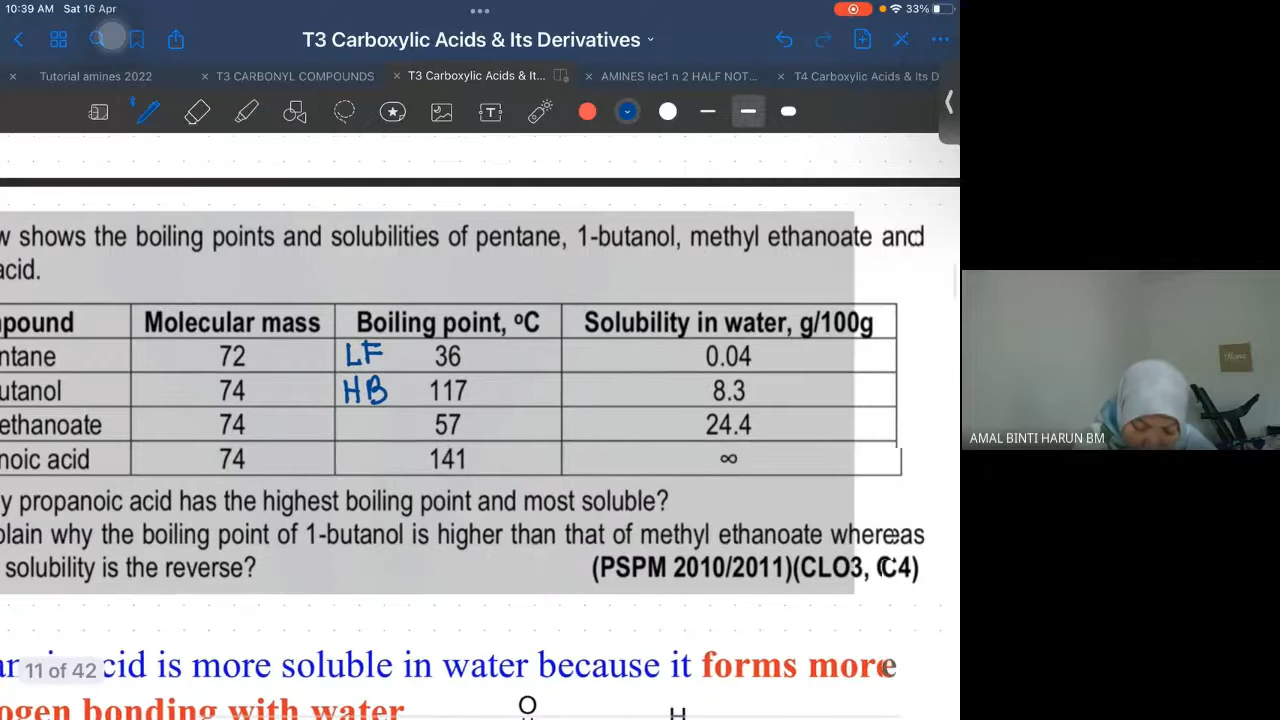 10:39 AM Sat 16 Apr
33%
T3 Carboxylic Acids & Its Derivatives
Tutorial amines 2022
T3 CARBONYL COMPOUNDS
T3 Carboxylic Acids & It...
AMINES lec1 n 2 HALF NOT...
T4 Carboxylic Acids & Its D
w shows the boiling points and solubilities of pentane, 1-butanol, methyl ethanoate and
acid.
pound Molecular mass Boiling point, ºC Solubility in water, g/100g
ntane 72 LF 36 0.04
utanol 74 HB 117 8.3
ethanoate 74 57 24.4
noic acid 74 141 ∞
y propanoic acid has the highest boiling point and most soluble?
plain why the boiling point of 1-butanol is higher than that of methyl ethanoate whereas
solubility is the reverse?
(PSPM 2010/2011)(CLO3, C4)
11 of 42
cid is more soluble in water because it forms more
ogen bonding with water
O
H
Home
AMAL BINTI HARUN BM